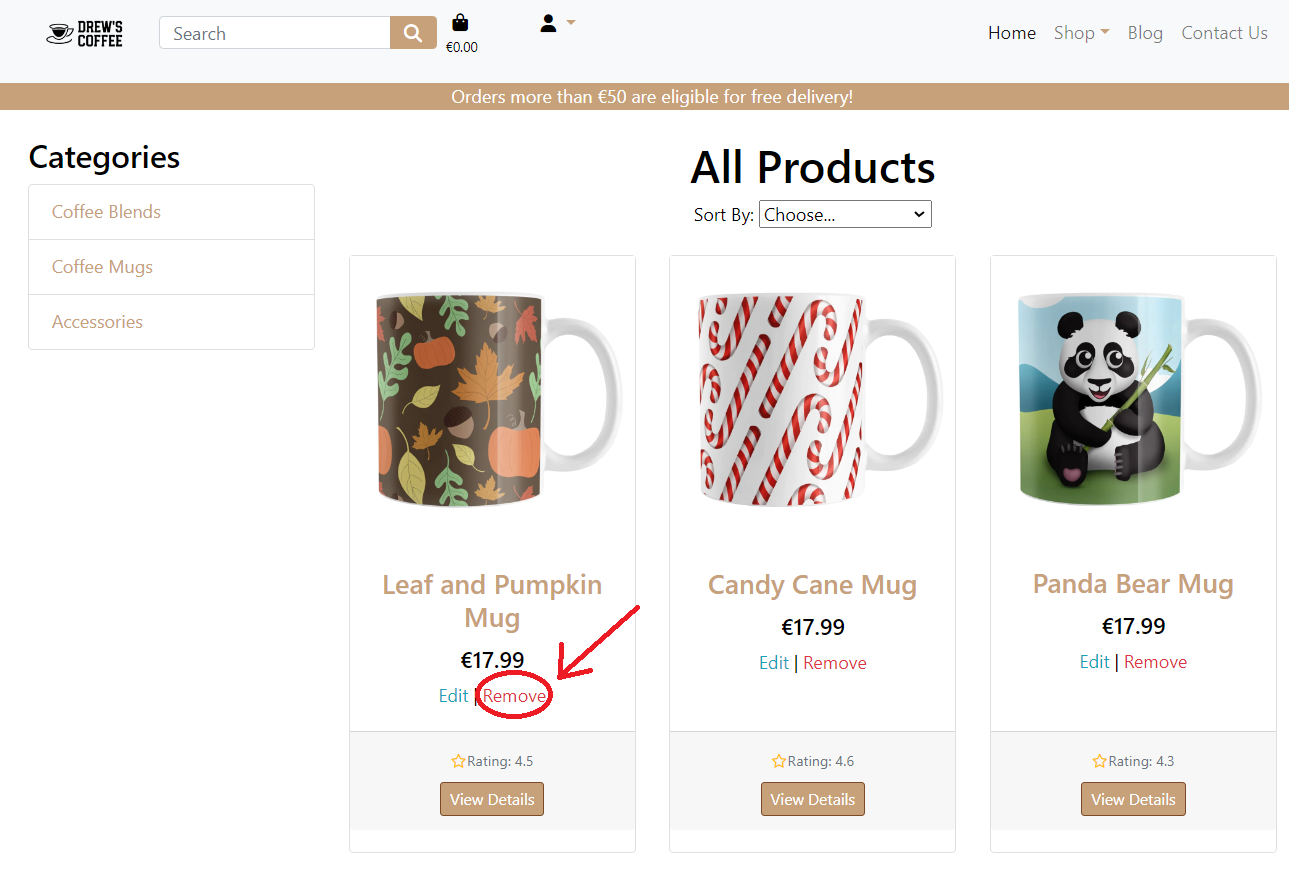 DREW'S
COFFEE
Search
€0.00
Home Shop Blog Contact Us
Orders more than €50 are eligible for free delivery!
Categories
Coffee Blends
Coffee Mugs
Accessories
All Products
Sort By: Choose...
Leaf and Pumpkin
Mug
€17.99
Edit | Remove
Rating: 4.5
View Details
Candy Cane Mug
€17.99
Edit | Remove
Rating: 4.6
View Details
Panda Bear Mug
€17.99
Edit | Remove
Rating: 4.3
View Details